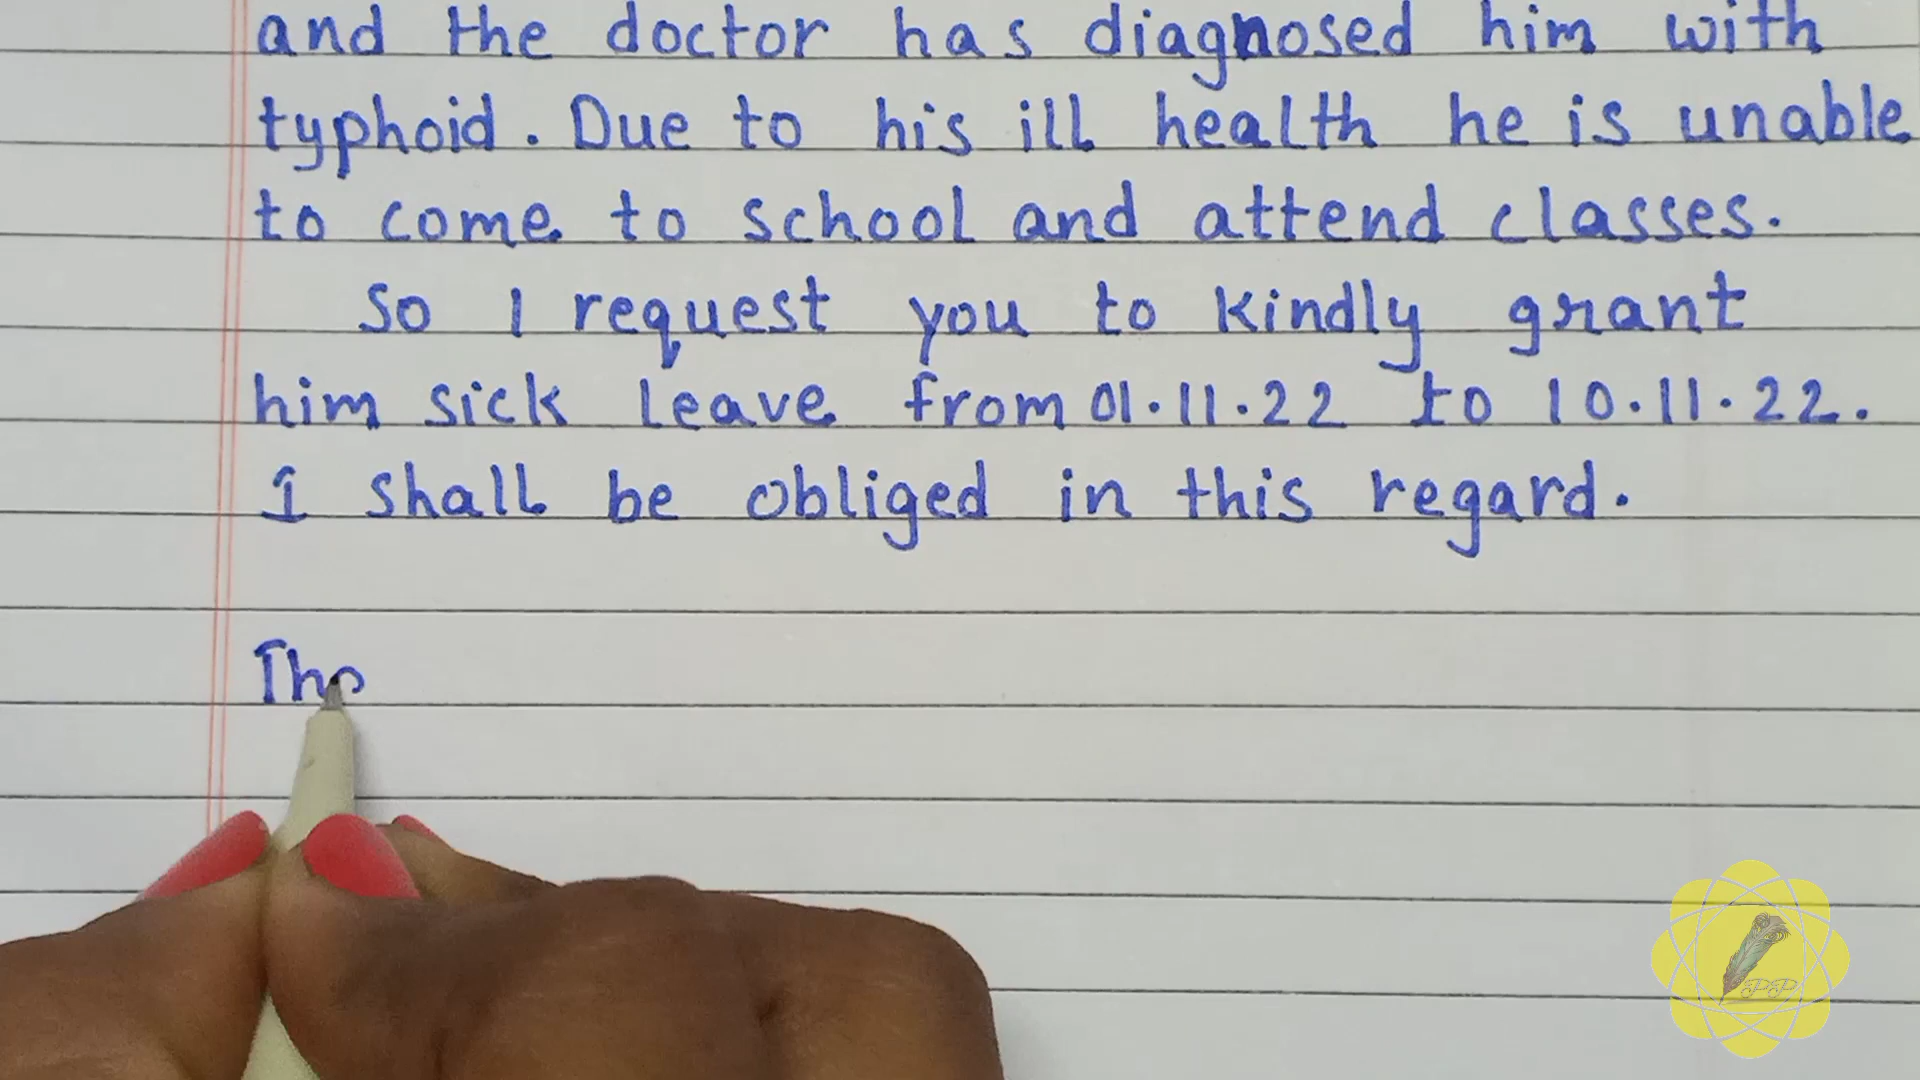 and the doctor has diagnosed him with
typhoid. Due to his ill health he is unable
to come to school and attend classes.
So I request you to kindly grant
him sick leave from 01.11.22 to 10.11.22.
I shall be obliged in this regard.
Tha
PP